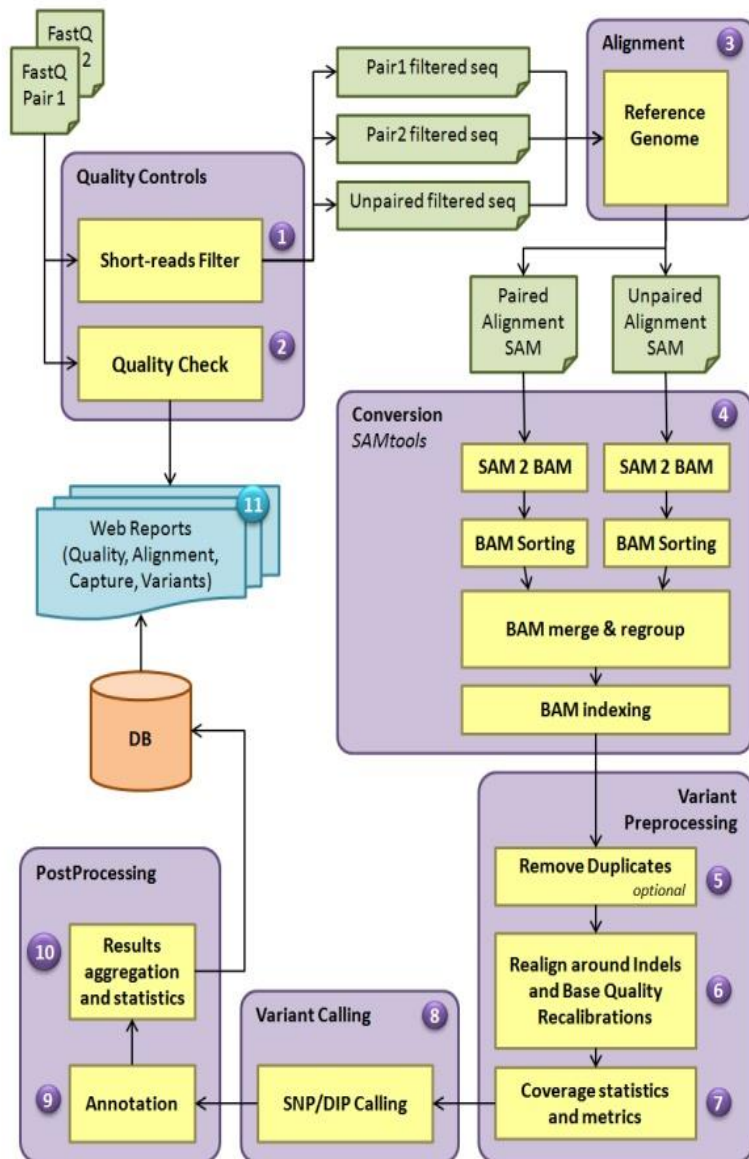 FastQ
2
FastQ
Pair 1
Pair1 filtered seq
Pair2 filtered seq
Unpaired filtered seq
Alignment
3
Reference
Genome
Quality Controls
1
Short-reads Filter
2
Quality Check
Paired
Alignment
SAM
Unpaired
Alignment
SAM
Conversion
SAMtools
4
SAM 2 BAM
SAM 2 BAM
BAM Sorting
BAM Sorting
BAM merge & regroup
BAM indexing
11
Web Reports
(Quality, Alignment,
Capture, Variants)
DB
Variant
Preprocessing
Remove Duplicates
optional
5
Realign around Indels
and Base Quality
Recalibrations
6
Coverage statistics
and metrics
7
Variant Calling
8
SNP/DIP Calling
PostProcessing
10
Results
aggregation
and statistics
9
Annotation